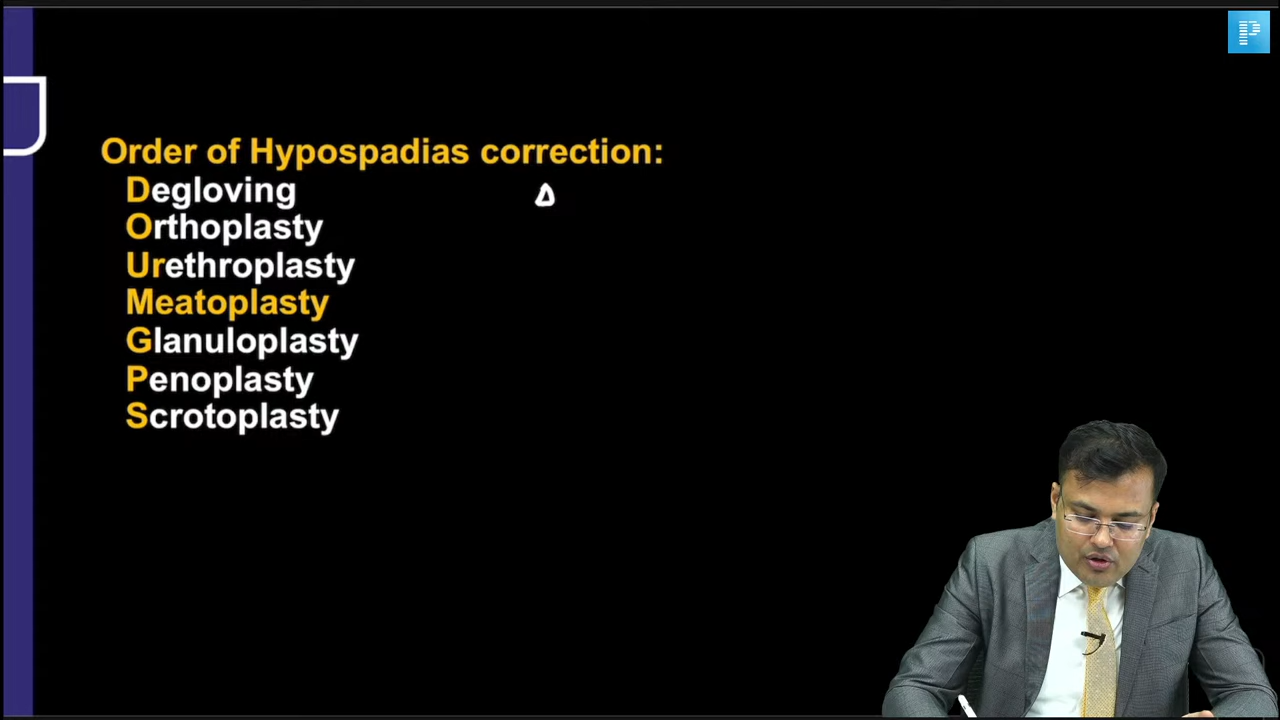 Order of Hypospadias correction:
Degloving
Orthoplasty
Urethroplasty
Meatoplasty
Glanuloplasty
Penoplasty
Scrotoplasty
D
P